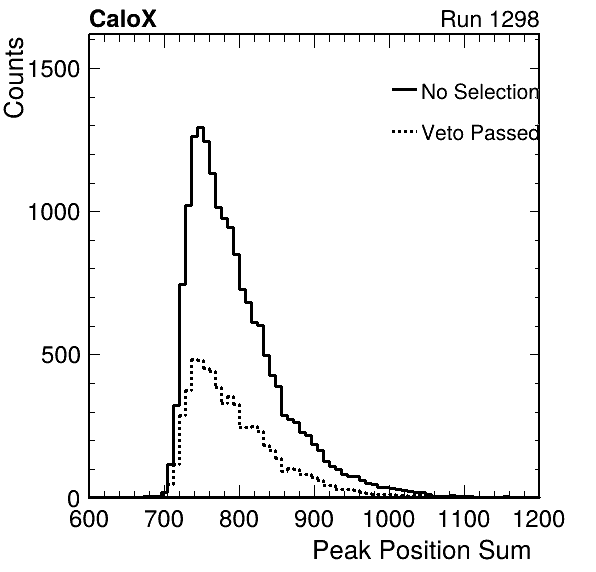 CaloX Run 1298
Counts
1500
No Selection
Veto Passed
1000
500
0
600 700 800 900 1000 1100 1200
Peak Position Sum